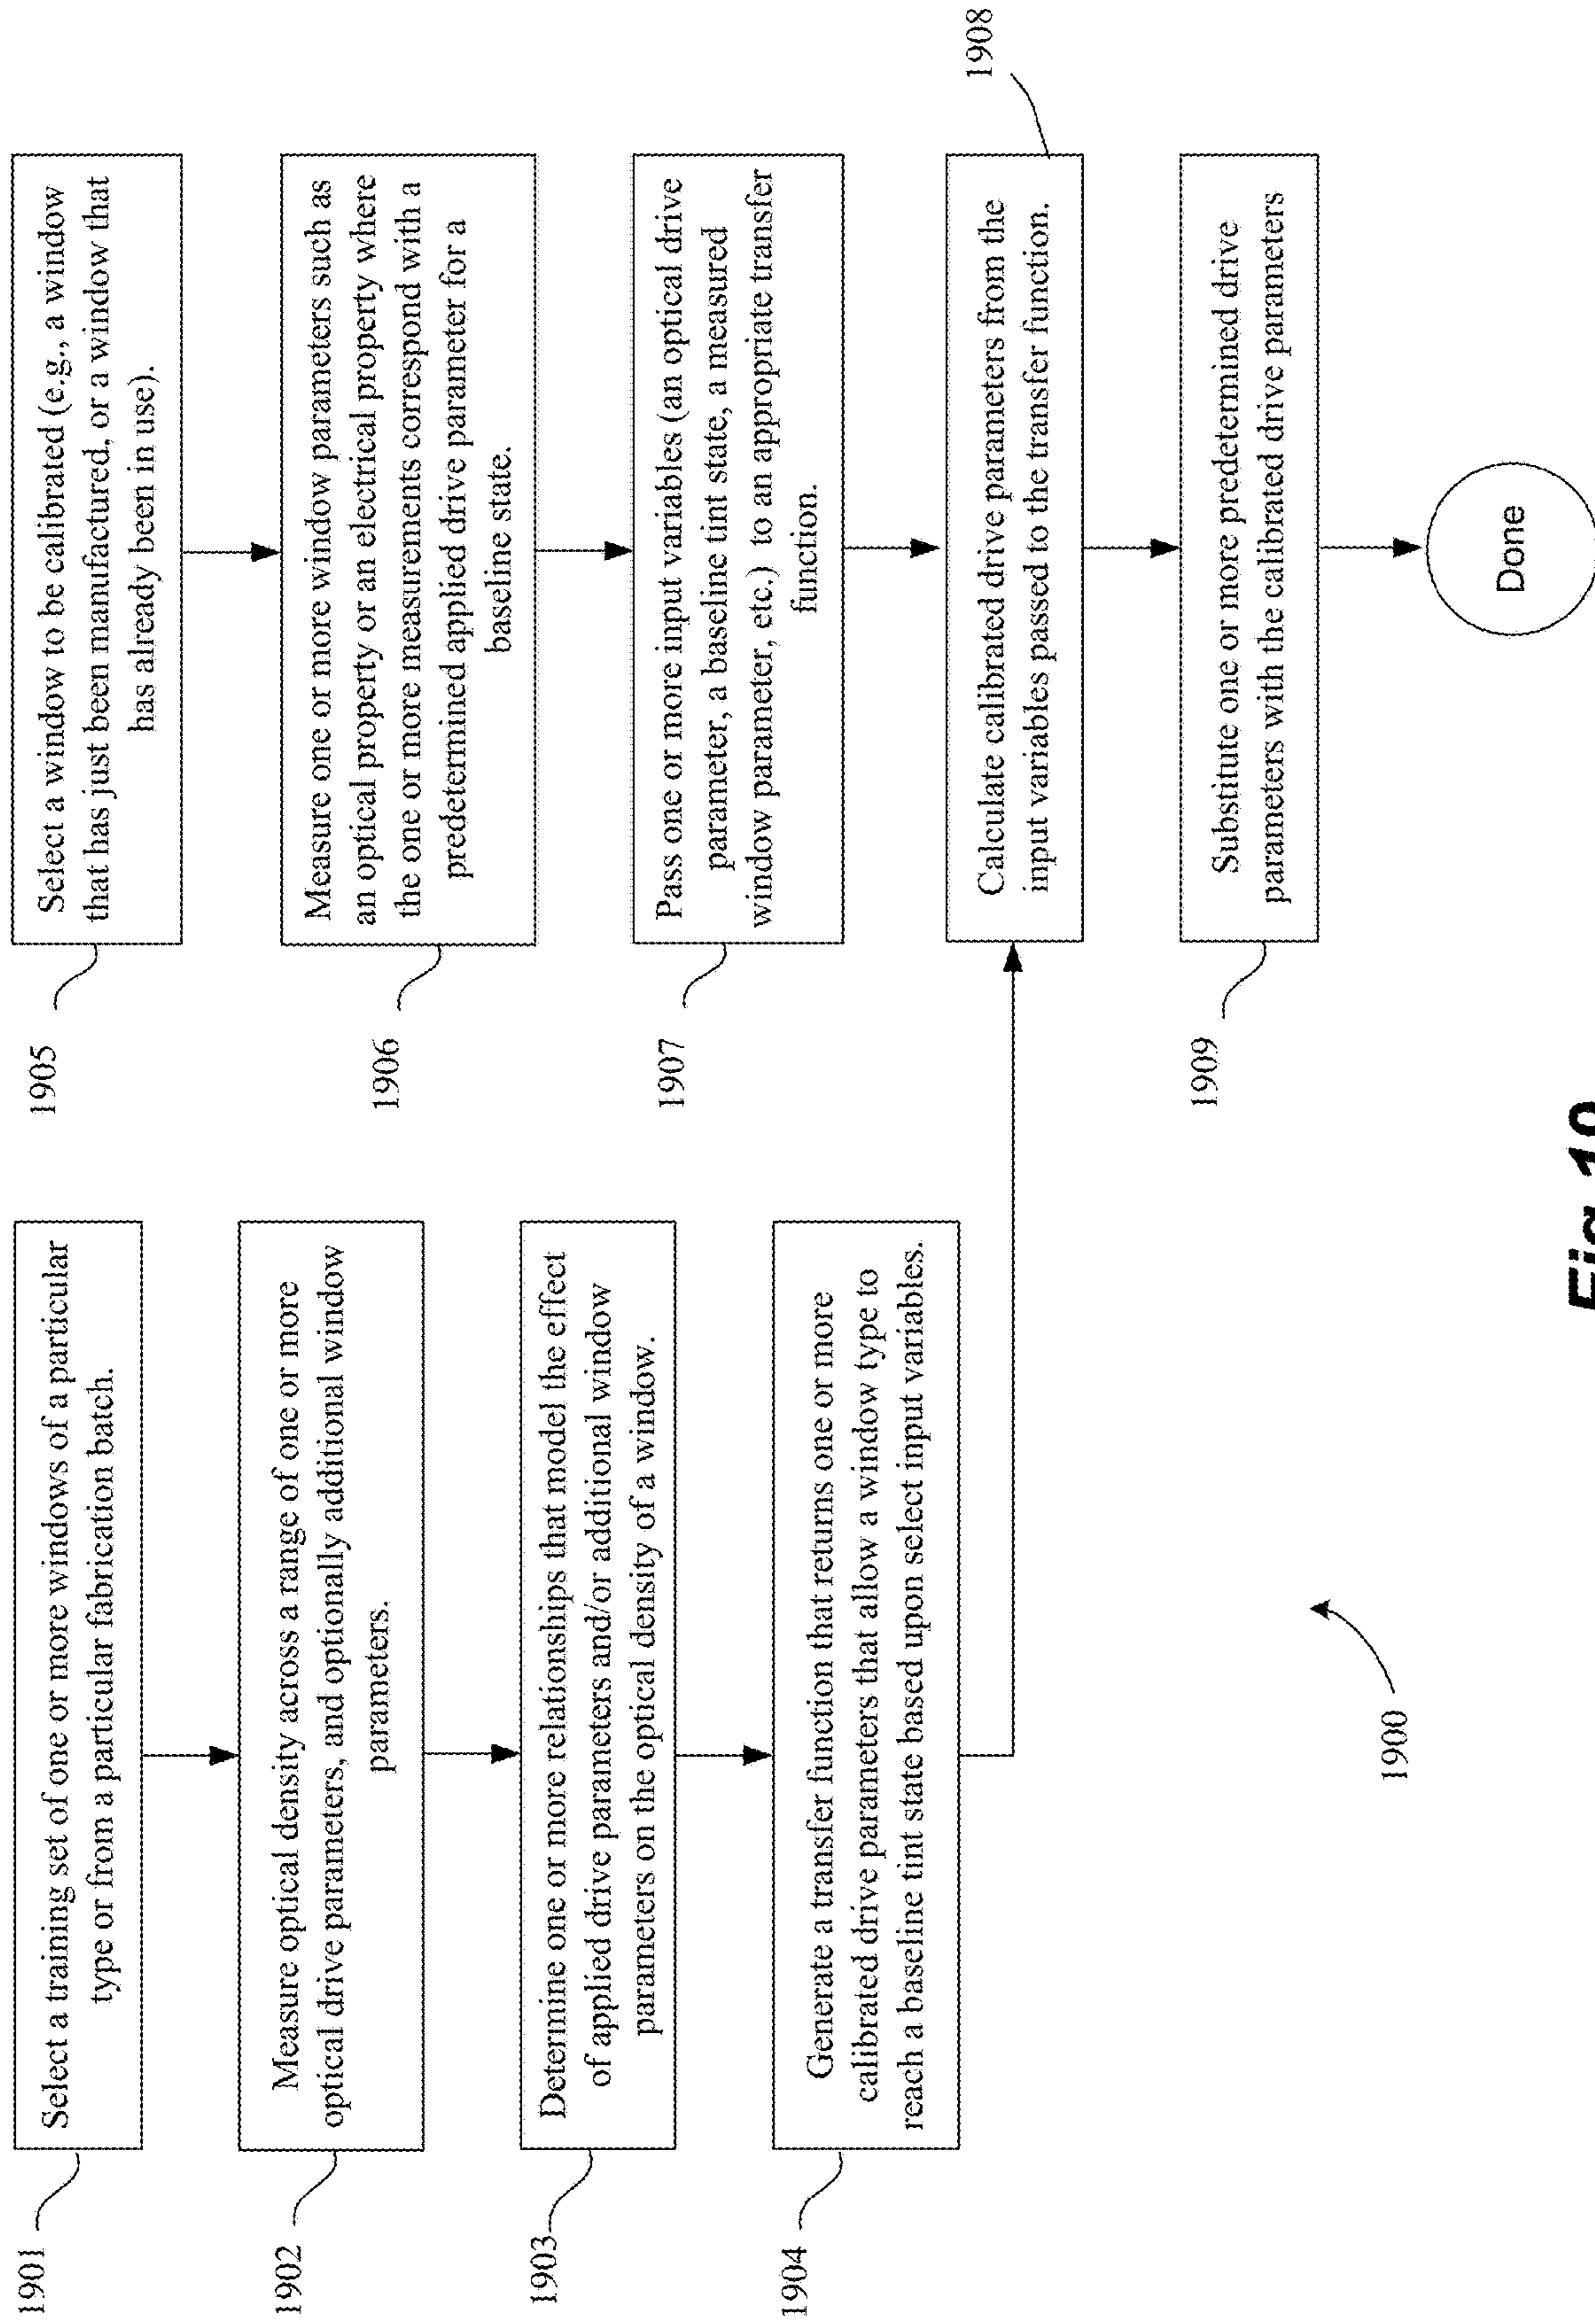 1901
Select a training set of one or more windows of a particular
type or from a particular fabrication batch.
1902
Measure optical density across a range of one or more
optical drive parameters, and optionally additional window
parameters.
1903
Determine one or more relationships that model the effect
of applied drive parameters and/or additional window
parameters on the optical density of a window.
1904
Generate a transfer function that returns one or more
calibrated drive parameters that allow a window type to
reach a baseline tint state based upon select input variables.
1905
Select a window to be calibrated (e.g., a window
that has just been manufactured, or a window that
has already been in use).
1906
Measure one or more window parameters such as
an optical property or an electrical property where
the one or more measurements correspond with a
predetermined applied drive parameter for a
baseline state.
1907
Pass one or more input variables (an optical drive
parameter, a baseline tint state, a measured
window parameter, etc.) to an appropriate transfer
function.
1908
Calculate calibrated drive parameters from the
input variables passed to the transfer function.
1909
Substitute one or more predetermined drive
parameters with the calibrated drive parameters
Done
1900
Fig 19